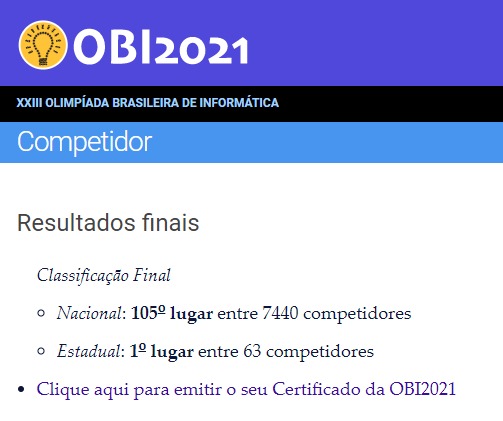 OBI2021
XXIII OLIMPÍADA BRASILEIRA DE INFORMÁTICA
Competidor
Resultados finais
Classificação Final
Nacional: 105º lugar entre 7440 competidores
Estadual: 1º lugar entre 63 competidores
Clique aqui para emitir o seu Certificado da OBI2021